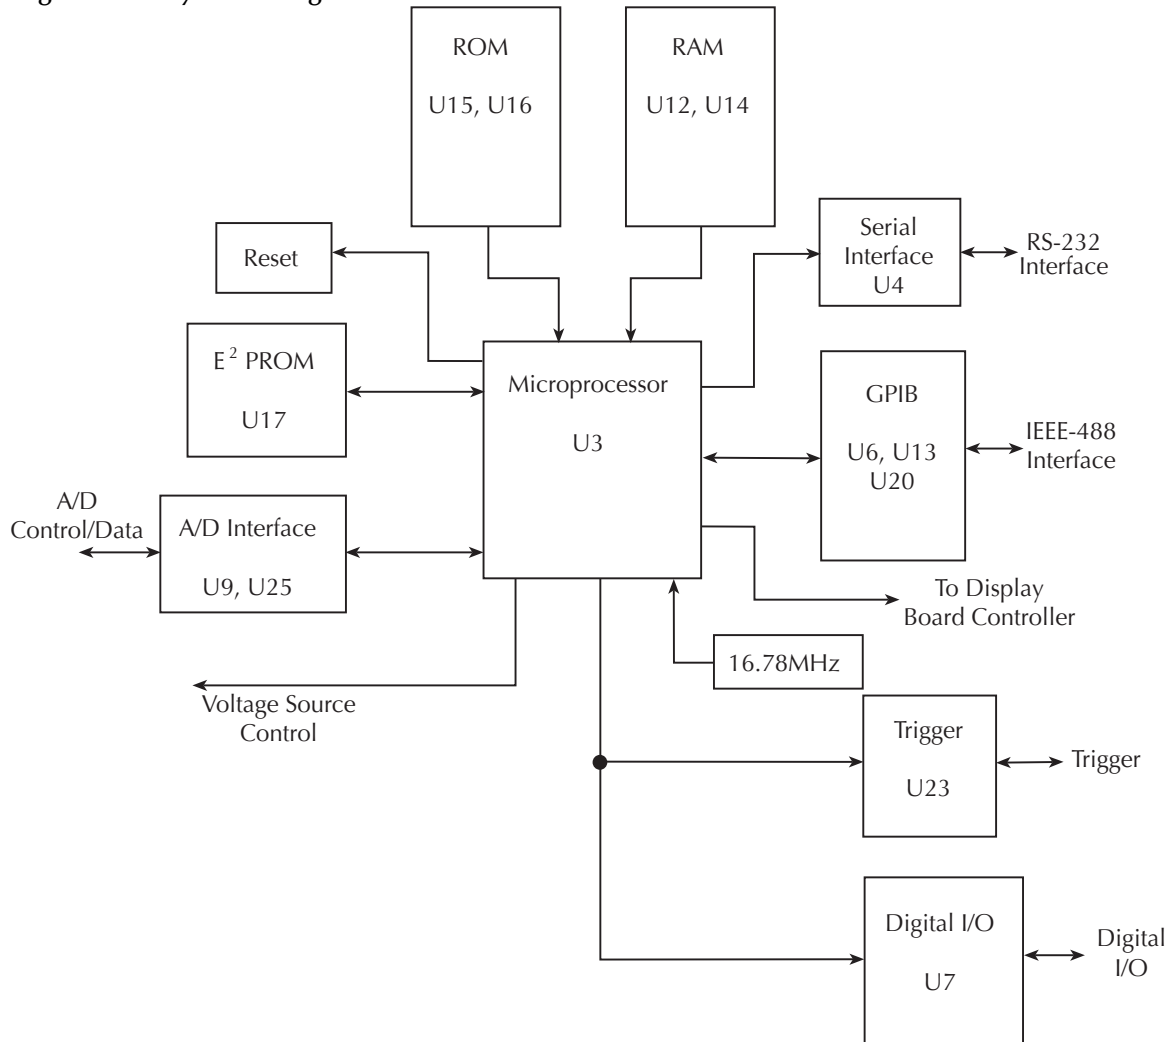 ROM
U15, U16
RAM
U12, U14
Reset
Serial
Interface
U4
RS-232
Interface
E² PROM
U17
Microprocessor
U3
GPIB
U6, U13
U20
IEEE-488
Interface
A/D
Control/Data
A/D Interface
U9, U25
To Display
Board Controller
16.78MHz
Voltage Source
Control
Trigger
U23
Trigger
Digital I/O
U7
Digital
I/O